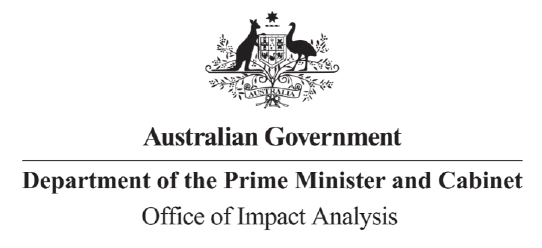 AUSTRALIA
Australian Government
Department of the Prime Minister and Cabinet
Office of Impact Analysis